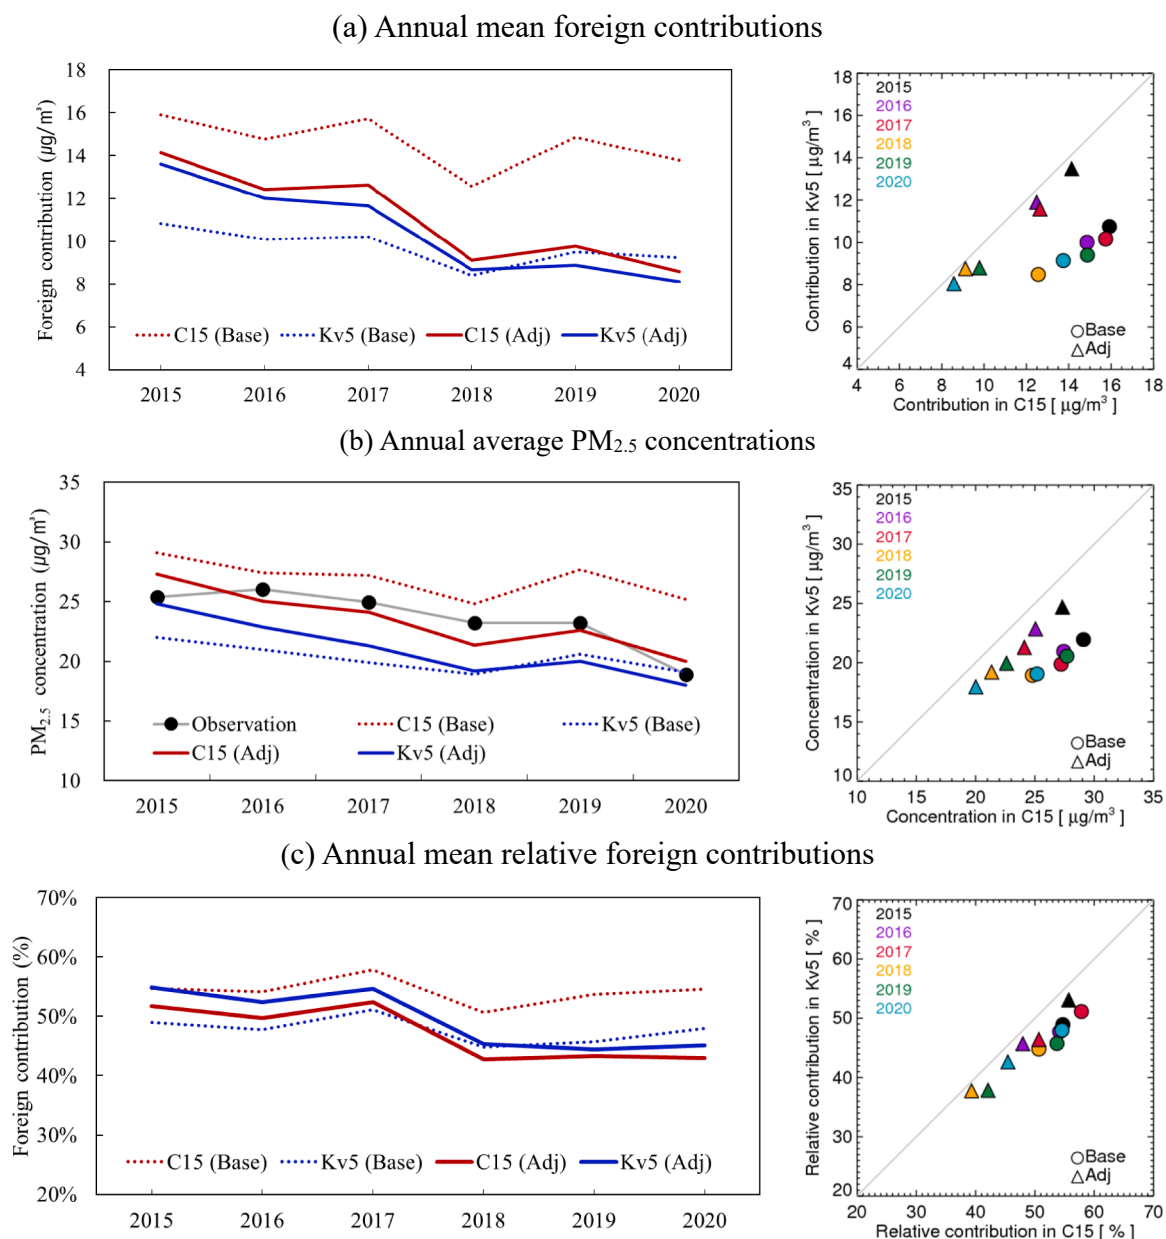 (a) Annual mean foreign contributions
Foreign contribution (μg/m³)
18
16
14
12
10
8
6
4
C15 (Base) Kv5 (Base) C15 (Adj) Kv5 (Adj)
2015 2016 2017 2018 2019 2020
Contribution in Kv5 [ μg/m³ ]
18
16
14
12
10
8
6
4
2015
2016
2017
2018
2019
2020
Base
Adj
4 6 8 10 12 14 16 18
Contribution in C15 [ μg/m³ ]
(b) Annual average PM2.5 concentrations
PM2.5 concentration (μg/m³)
35
30
25
20
15
10
Observation C15 (Base) Kv5 (Base)
C15 (Adj) Kv5 (Adj)
2015 2016 2017 2018 2019 2020
Concentration in Kv5 [ μg/m³ ]
35
30
25
20
15
10
2015
2016
2017
2018
2019
2020
Base
Adj
10 15 20 25 30 35
Concentration in C15 [ μg/m³ ]
(c) Annual mean relative foreign contributions
Foreign contribution (%)
70%
60%
50%
40%
30%
20%
C15 (Base) Kv5 (Base) C15 (Adj) Kv5 (Adj)
2015 2016 2017 2018 2019 2020
Relative contribution in Kv5 [ % ]
70
60
50
40
30
20
2015
2016
2017
2018
2019
2020
Base
Adj
20 30 40 50 60 70
Relative contribution in C15 [ % ]